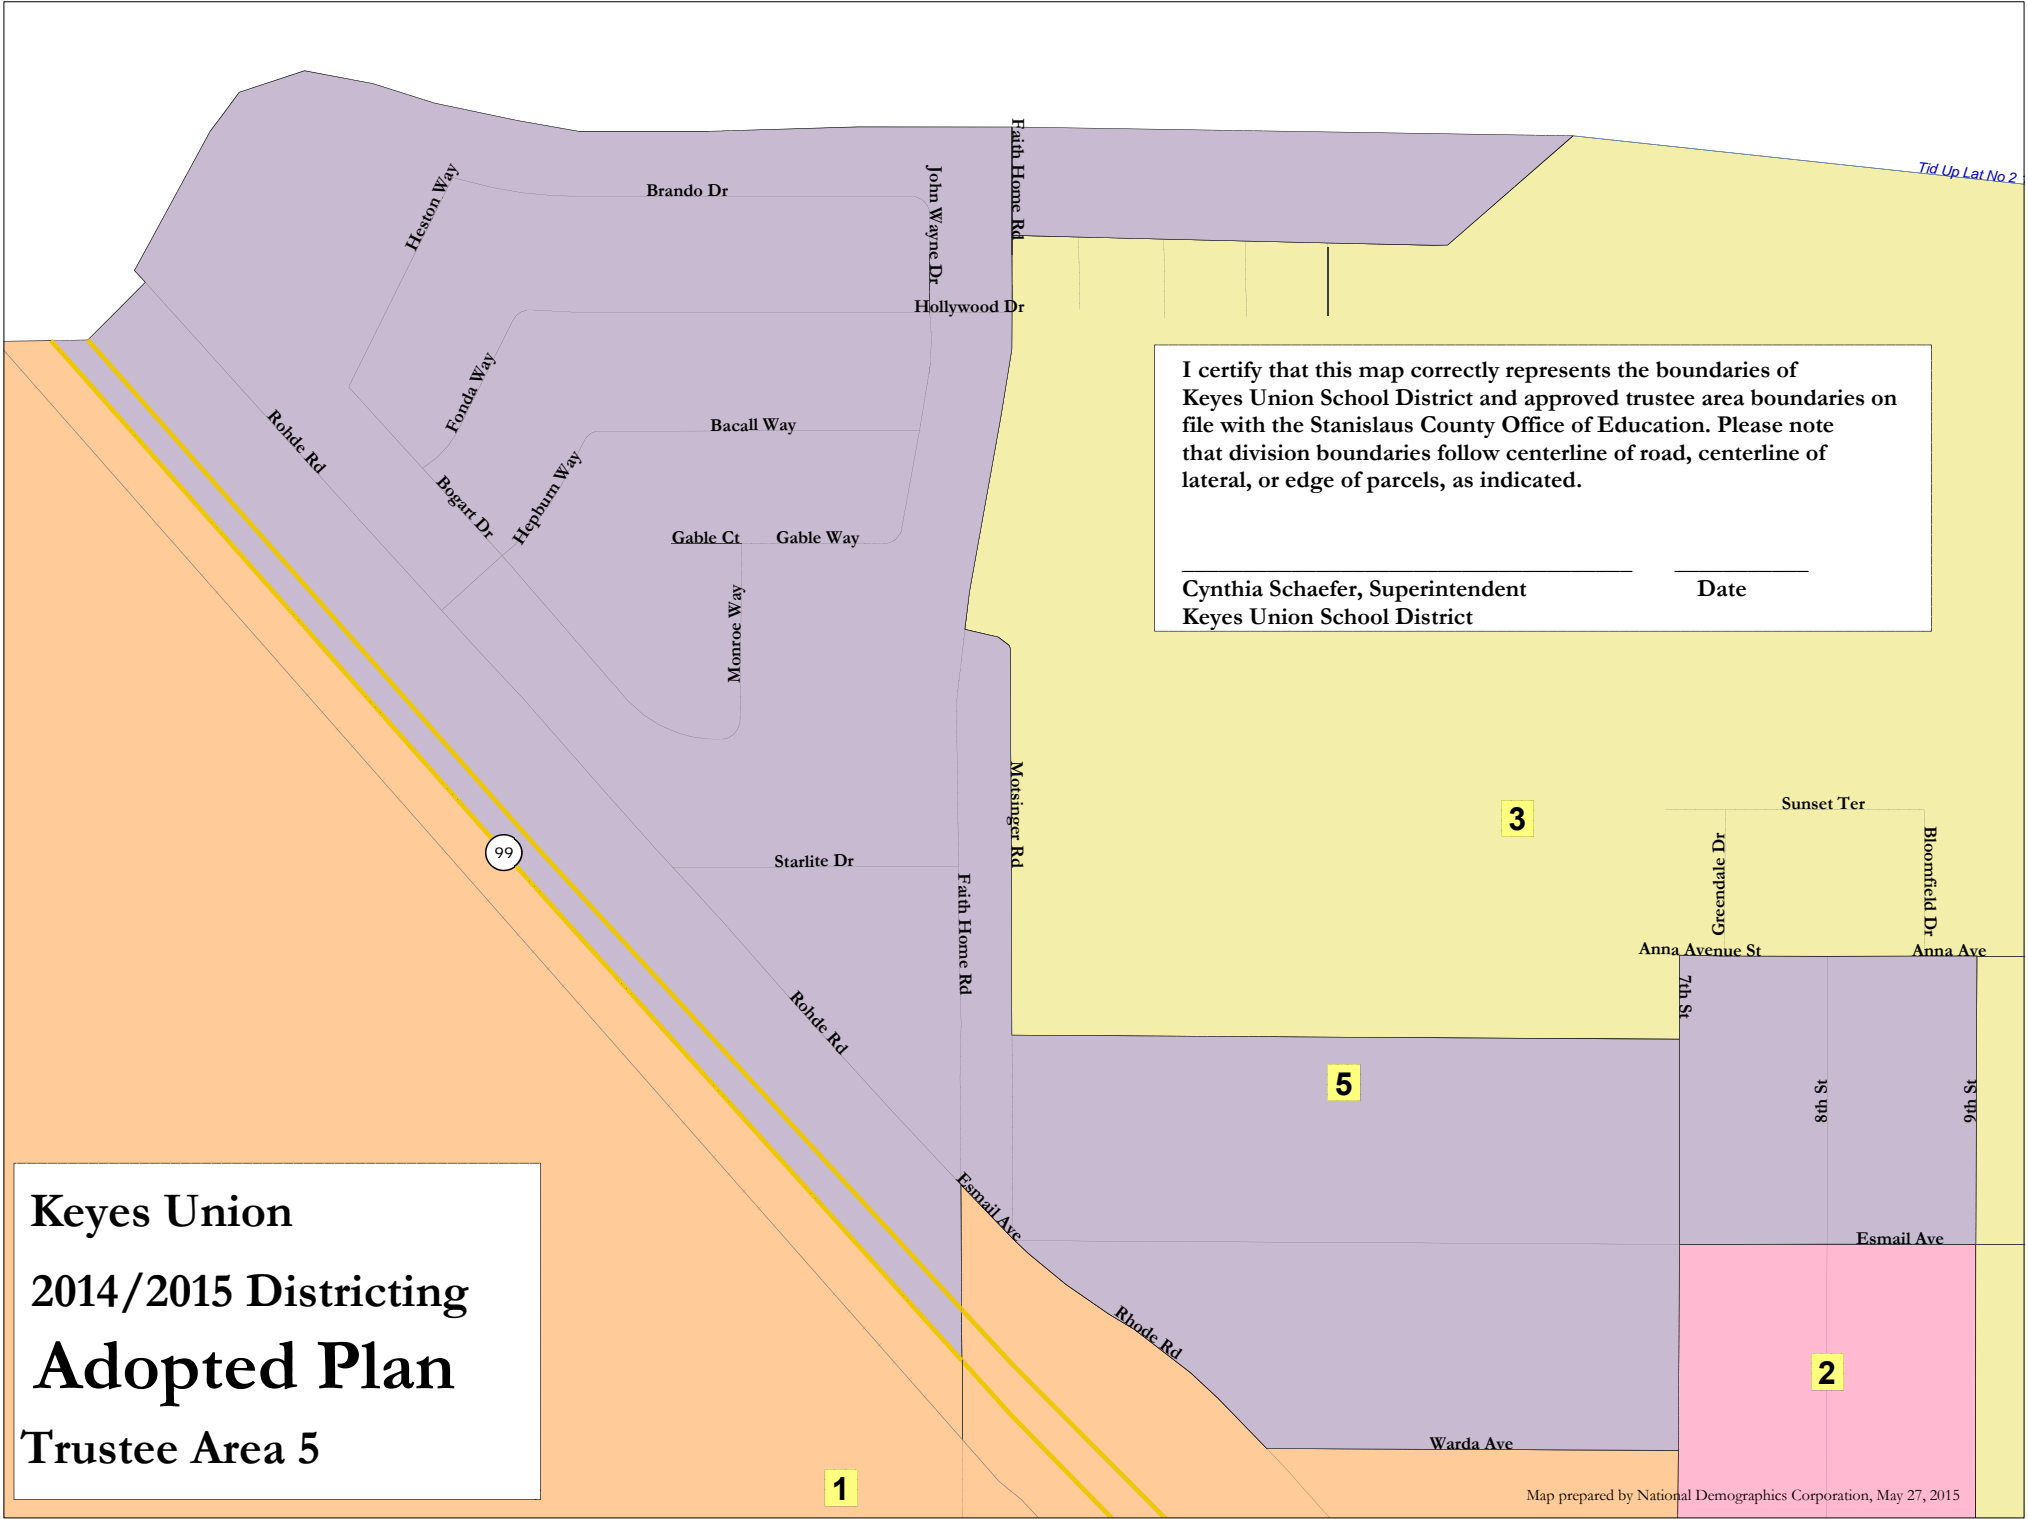 Faith Home Rd
Tid Up Lat No 2
Heston Way
Brando Dr
John Wayne Dr
Hollywood Dr
Fonda Way
Rohde Rd
Bacall Way
Bogart Dr
Hepburn Way
Gable Ct
Gable Way
Monroe Way
I certify that this map correctly represents the boundaries of
Keyes Union School District and approved trustee area boundaries on
file with the Stanislaus County Office of Education. Please note
that division boundaries follow centerline of road, centerline of
lateral, or edge of parcels, as indicated.
Cynthia Schaefer, Superintendent
Date
Keyes Union School District
Motsinger Rd
3
Sunset Ter
Greendale Dr
Bloomfield Dr
99
Starlite Dr
Faith Home Rd
Anna Avenue St
Anna Ave
7th St
Rohde Rd
5
8th St
9th St
Esmail Ave
Esmail Ave
Rhode Rd
2
Warda Ave
1
Keyes Union
2014/2015 Districting
Adopted Plan
Trustee Area 5
Map prepared by National Demographics Corporation, May 27, 2015